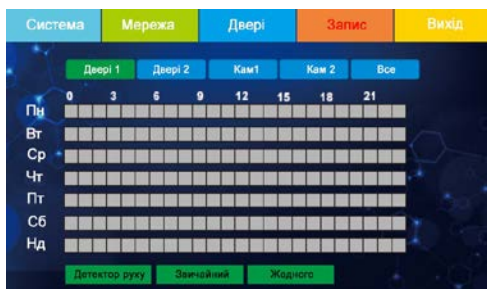 Система Мережа Двері Запис Вихід
Двері 1 Двері 2 Кам1 Кам 2 Все
0 3 6 9 12 15 18 21
Пн
Вт
Ср
Чт
Пт
Сб
Нд
Детектор руху Звичайний Жодного